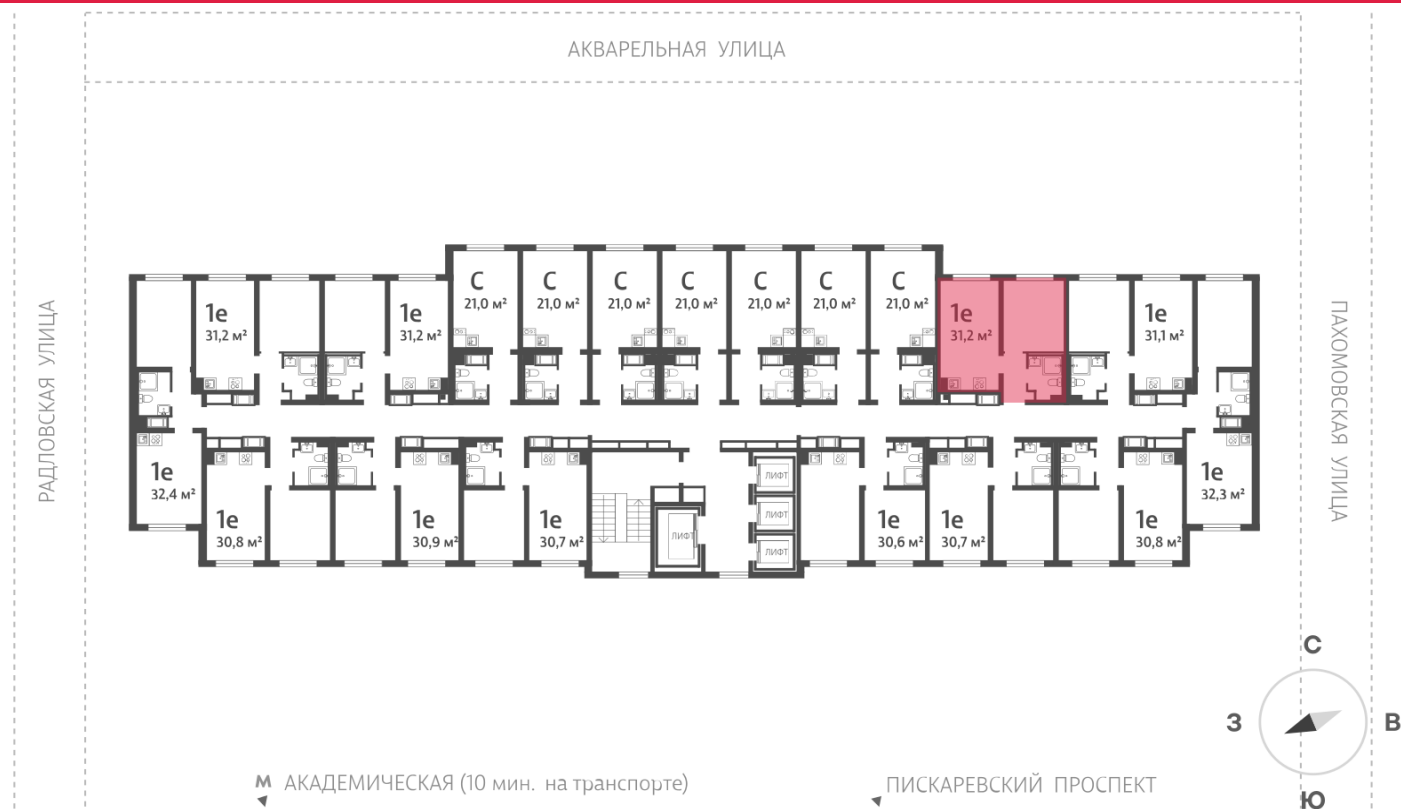 АКВАРЕЛЬНАЯ УЛИЦА
РАДЛОВСКАЯ УЛИЦА
ПАХОМОВСКАЯ УЛИЦА
1е
31,2 м²
1е
31,2 м²
С
21,0 м²
С
21,0 м²
С
21,0 м²
С
21,0 м²
С
21,0 м²
С
21,0 м²
С
21,0 м²
1е
31,2 м²
1е
31,1 м²
1е
32,4 м²
1е
30,8 м²
1е
30,9 м²
1е
30,7 м²
ЛИФТ
ЛИФТ
ЛИФТ
ЛИФТ
1е
30,6 м²
1е
30,7 м²
1е
30,8 м²
1е
32,3 м²
С
З
В
Ю
М АКАДЕМИЧЕСКАЯ (10 мин. на транспорте)
ПИСКАРЕВСКИЙ ПРОСПЕКТ